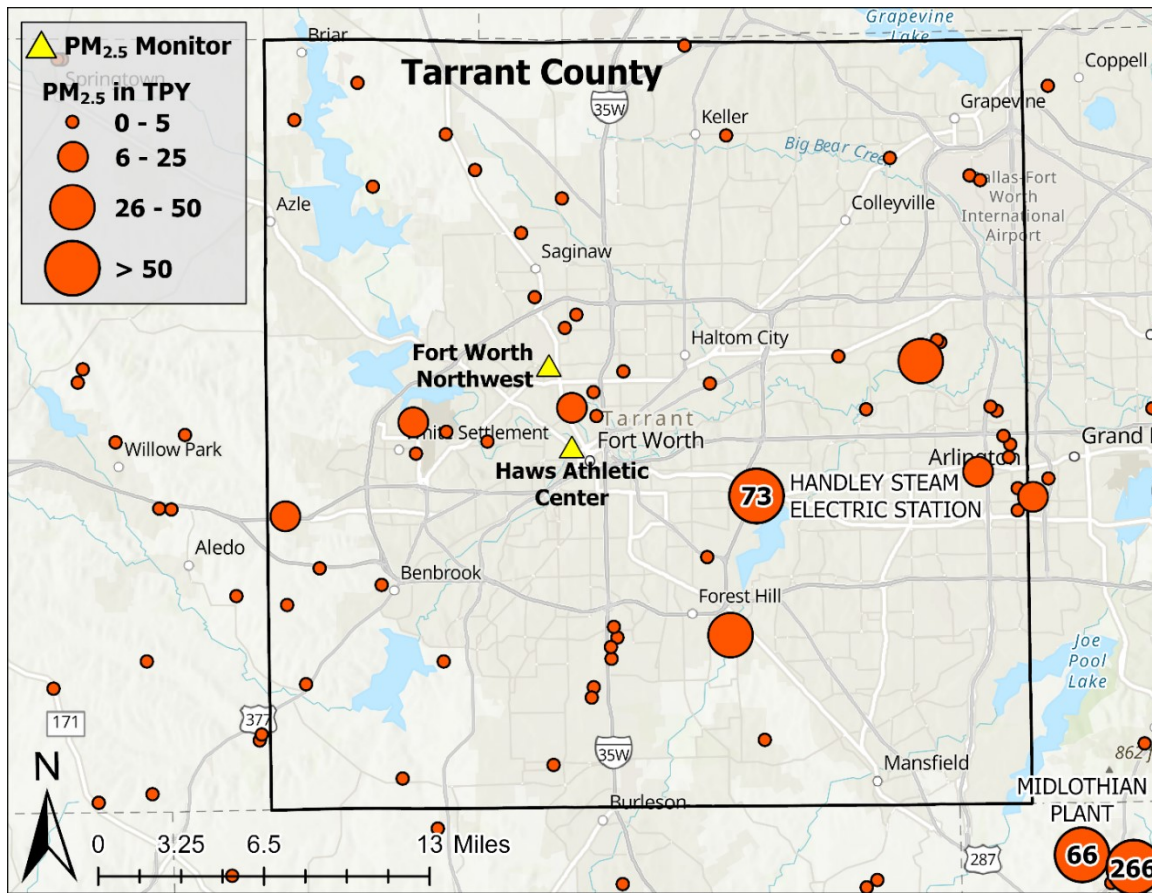 PM2.5 Monitor
Springtown
PM2.5 in TPY
0 - 5
6 - 25
26 - 50
> 50
Briar
Tarrant County
Grapevine
Lake
Coppell
35W
Keller
Grapevine
Big Bear Creek
Dallas-Fort
Worth
International
Airport
Azle
Colleyville
Saginaw
Haltom City
Fort Worth
Northwest
Tarrant
White Settlement
Fort Worth
Willow Park
Arlington
Grand
Haws Athletic
Center
73
HANDLEY STEAM
ELECTRIC STATION
Aledo
Benbrook
Forest Hill
Joe
Pool
Lake
171
377
35W
862
Mansfield
N
Burleson
MIDLOTHIAN
PLANT
0 3.25 6.5 13 Miles
287
66
266